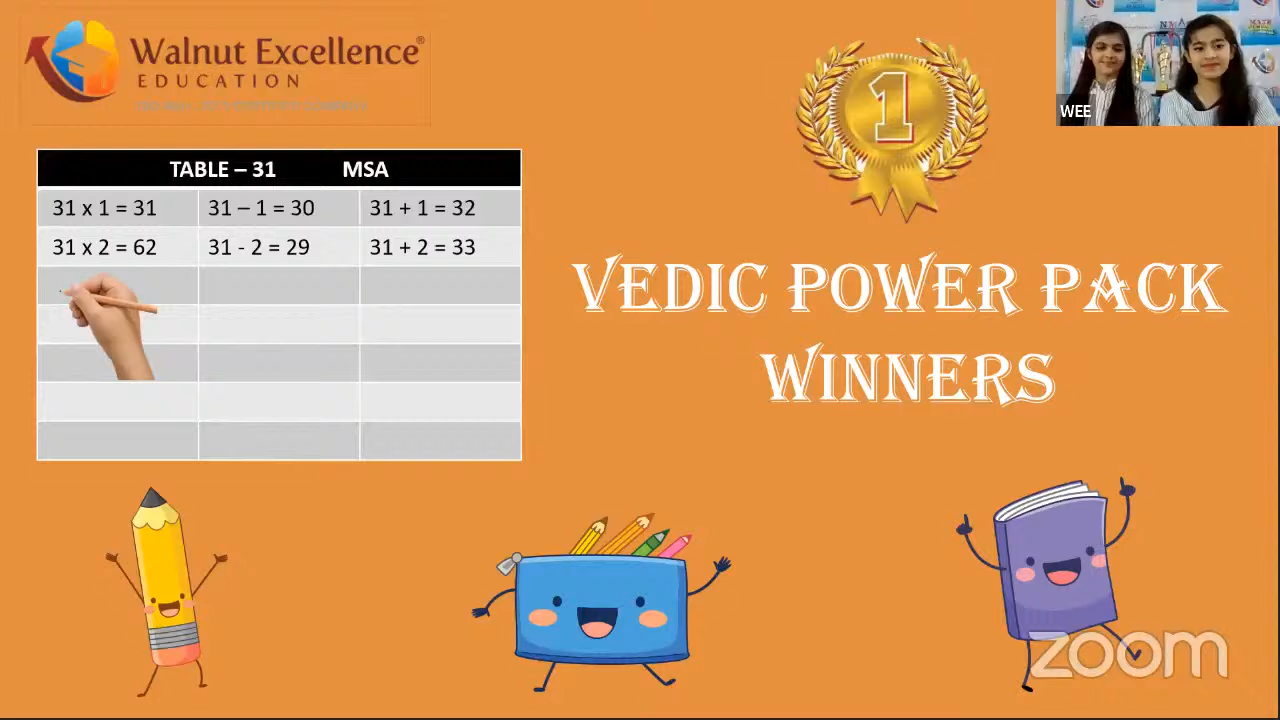 Walnut Excellence®
EDUCATION
TABLE – 31 MSA
31 x 1 = 31 31 – 1 = 30 31 + 1 = 32
31 x 2 = 62 31 - 2 = 29 31 + 2 = 33
1
VEDIC POWER PACK
WINNERS
WEE
zoom